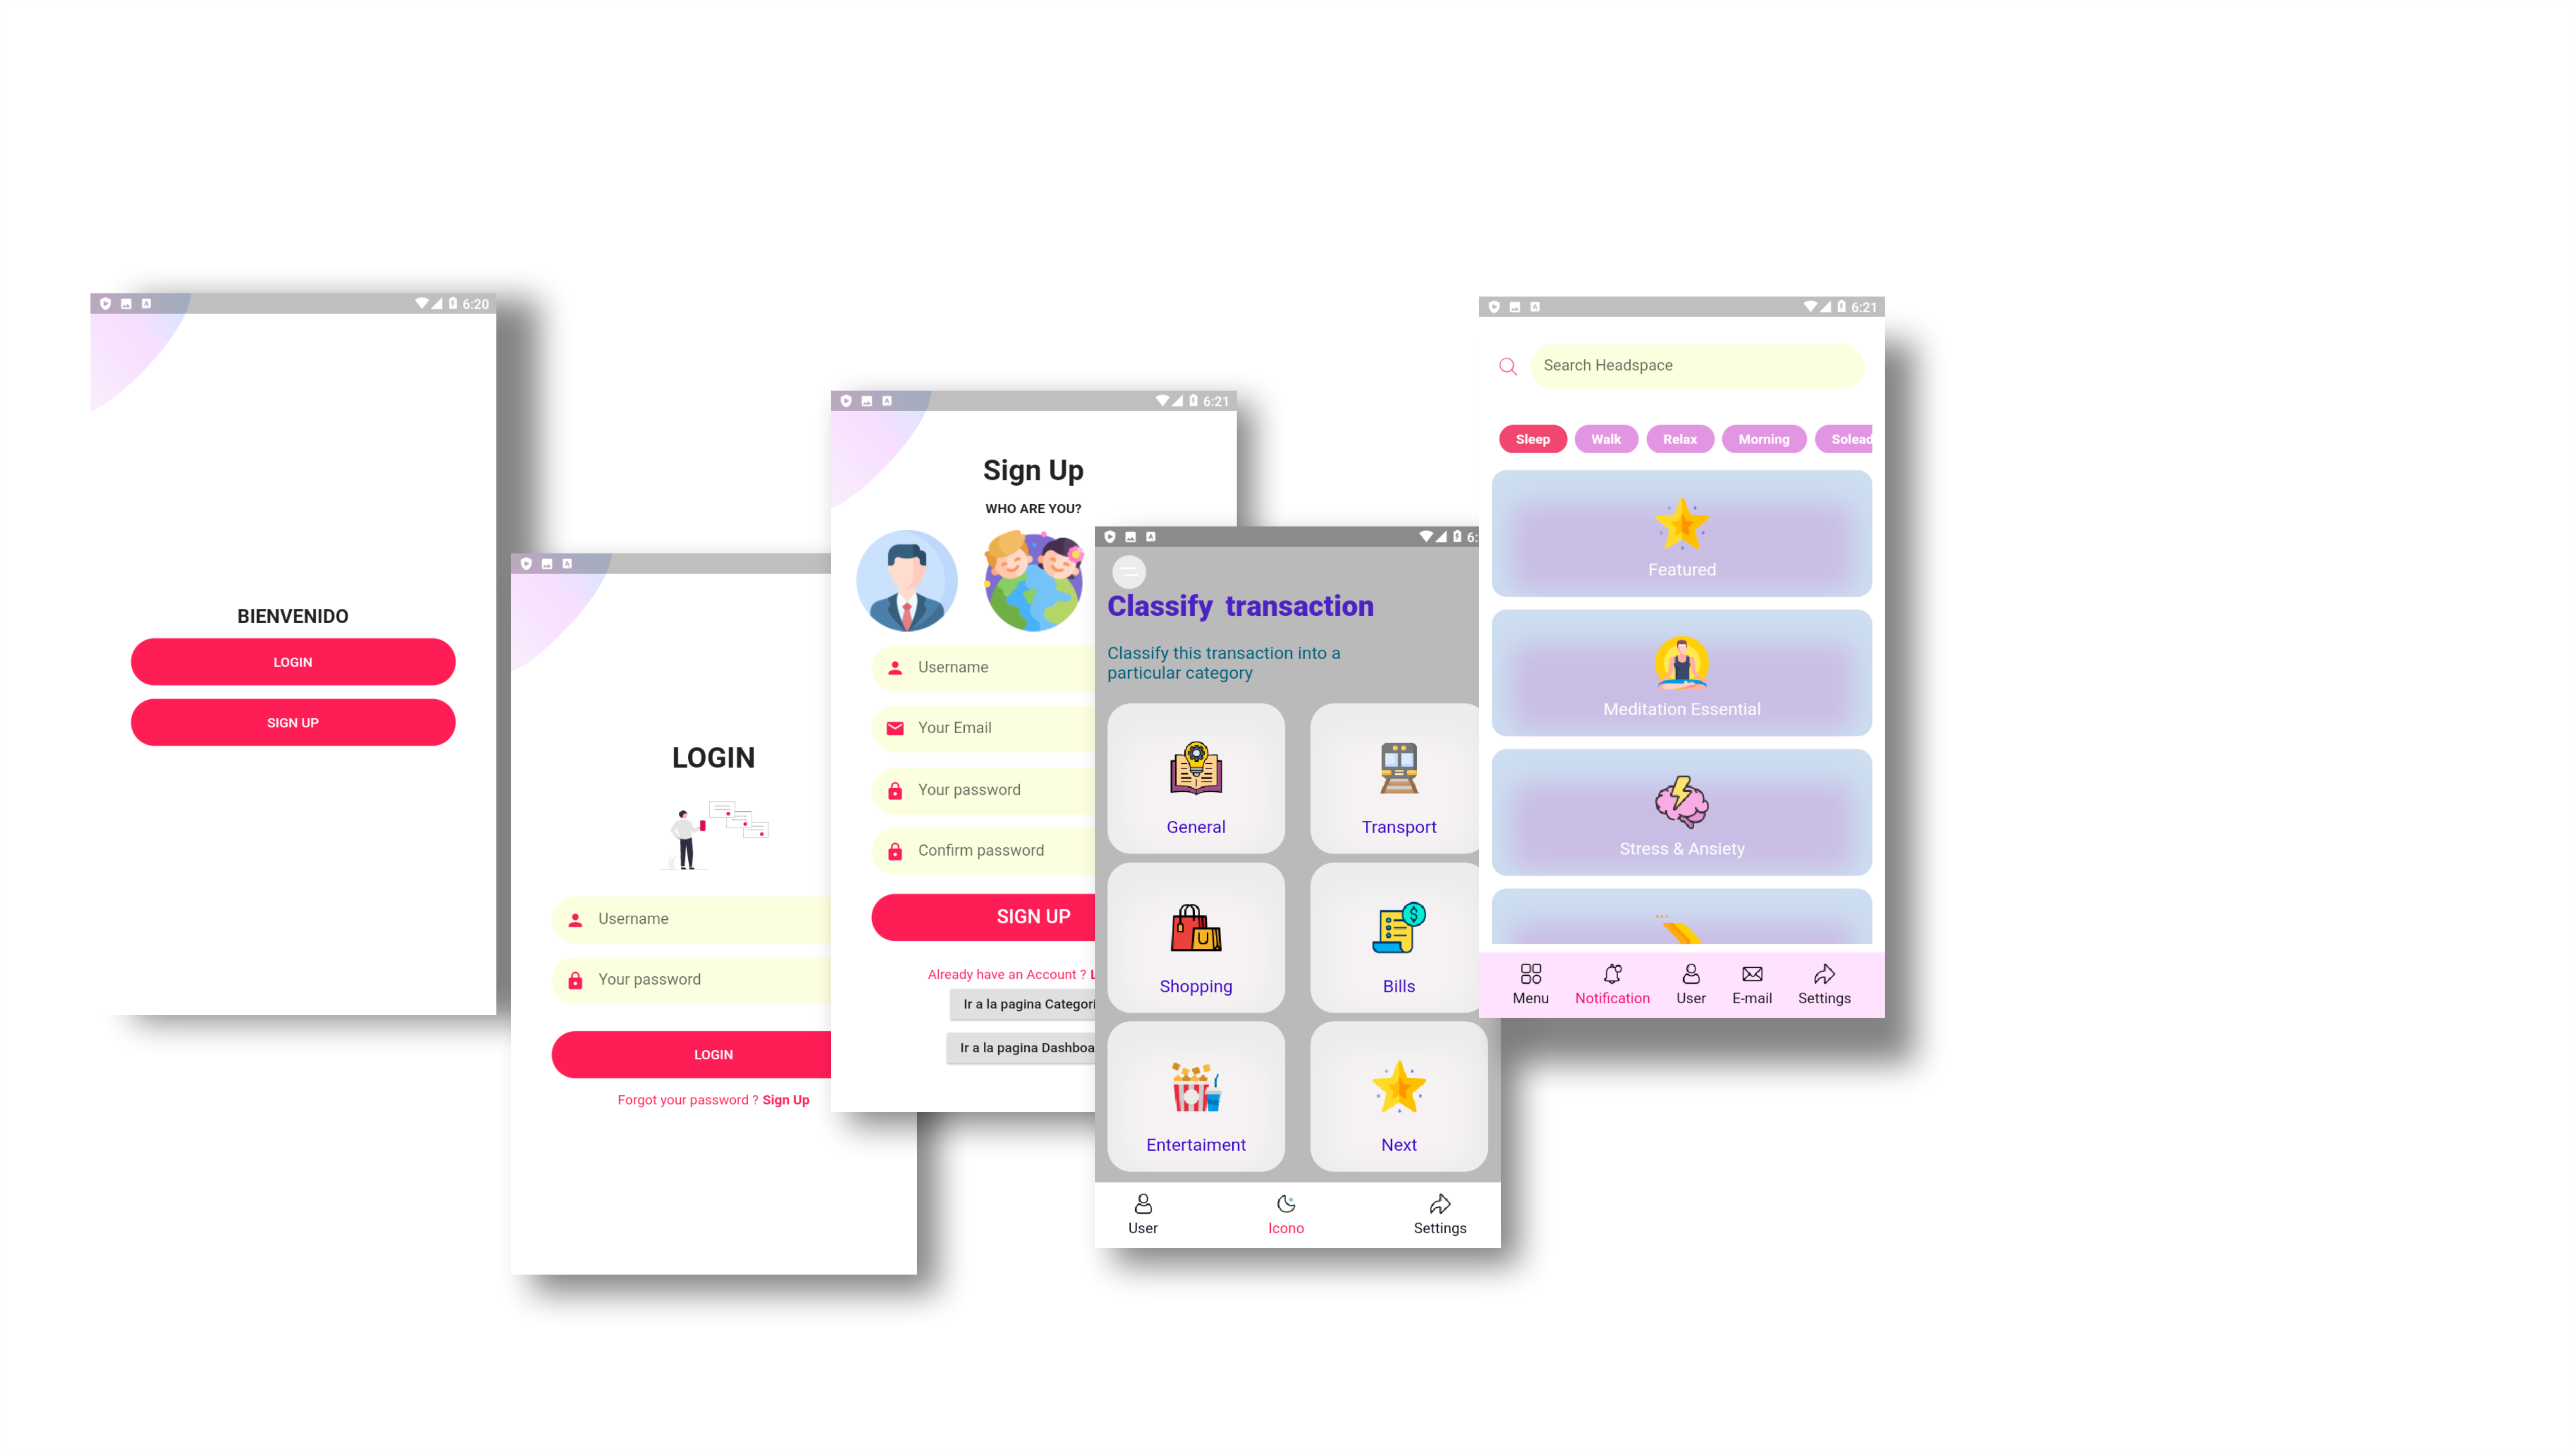 6:20
BIENVENIDO
LOGIN
SIGN UP
LOGIN
Username
Your password
LOGIN
Forgot your password ? Sign Up
6:21
Sign Up
WHO ARE YOU?
Username
Your Email
Your password
Confirm password
SIGN UP
Already have an Account ? L
Ir a la pagina Categori
Ir a la pagina Dashboa
6:
Classify transaction
Classify this transaction into a
particular category
General
Transport
Shopping
Bills
Entertaiment
Next
User
Icono
Settings
6:21
Search Headspace
Sleep Walk Relax Morning Solead
Featured
Meditation Essential
Stress & Ansiety
Menu Notification User E-mail Settings